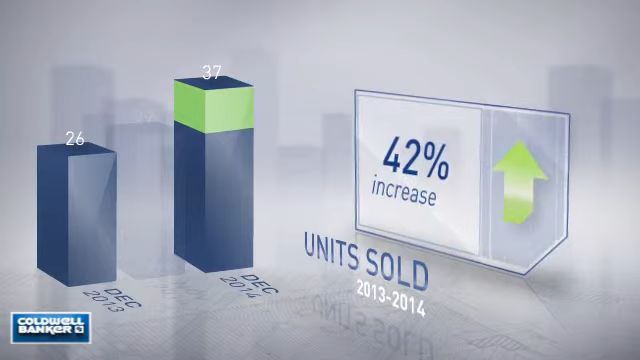 37
26
42%
increase
UNITS SOLD
2013-2014
DEC
2013
DEC
2014
COLDWELL
BANKER